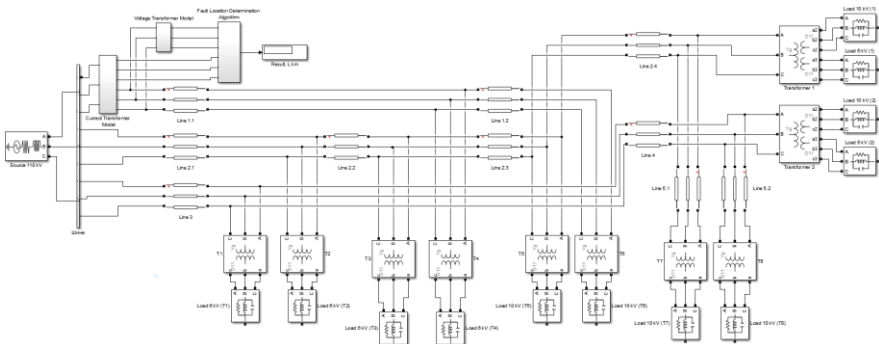 Load 10 kV (1)
Voltage Transformer Model
Fault Location Determination
Algorithm
Result, Lкm
Line 2.4
Transformer 1
Load 6 kV (1)
Current Transformer
Model
Line 1.1
Line 1.2
Load 10 kV (2)
Source 110 kV
Line 2.1
Line 2.2
Line 2.3
Line 4
Transformer 2
Load 6 kV (2)
Line 3
Line 5.1
Line 5.2
Шина
T1
T2
T3
T4
T5
T6
T7
T8
Load 6 kV (T1)
Load 6 kV (T2)
Load 6 kV (T3)
Load 6 kV (T4)
Load 10 kV (T5)
Load 10 kV (T6)
Load 10 kV (T7)
Load 10 kV (T8)